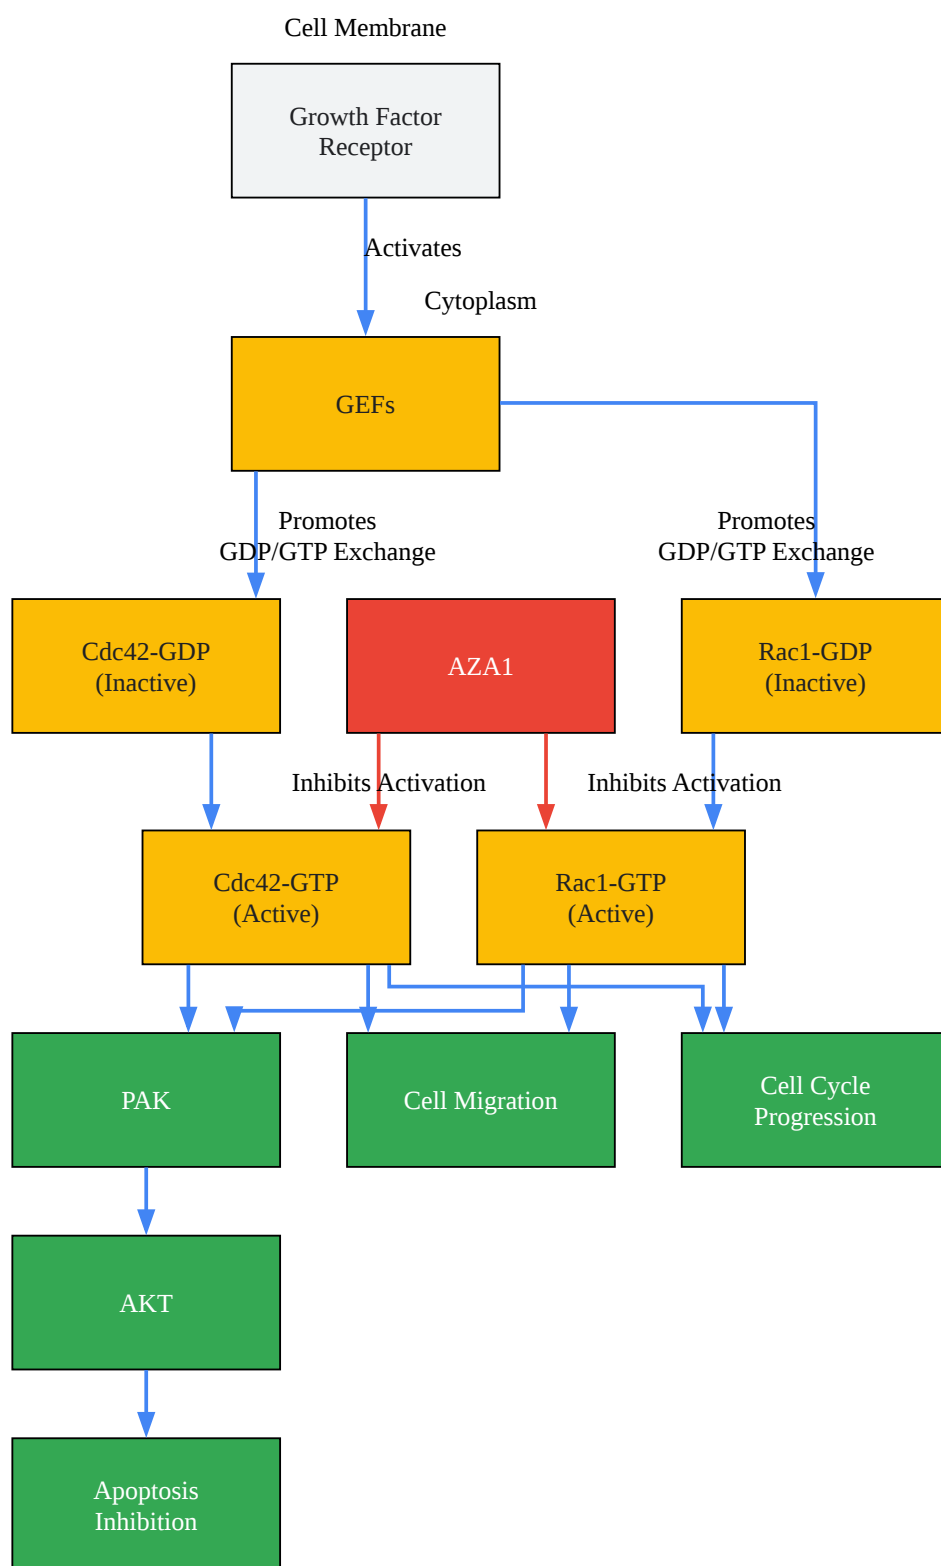 Cell Membrane
Growth Factor
Receptor
Activates
Cytoplasm
GEFs
Promotes
GDP/GTP Exchange
Promotes
GDP/GTP Exchange
Cdc42-GDP
(Inactive)
AZA1
Rac1-GDP
(Inactive)
Inhibits Activation
Inhibits Activation
Cdc42-GTP
(Active)
Rac1-GTP
(Active)
PAK
Cell Migration
Cell Cycle
Progression
AKT
Apoptosis
Inhibition